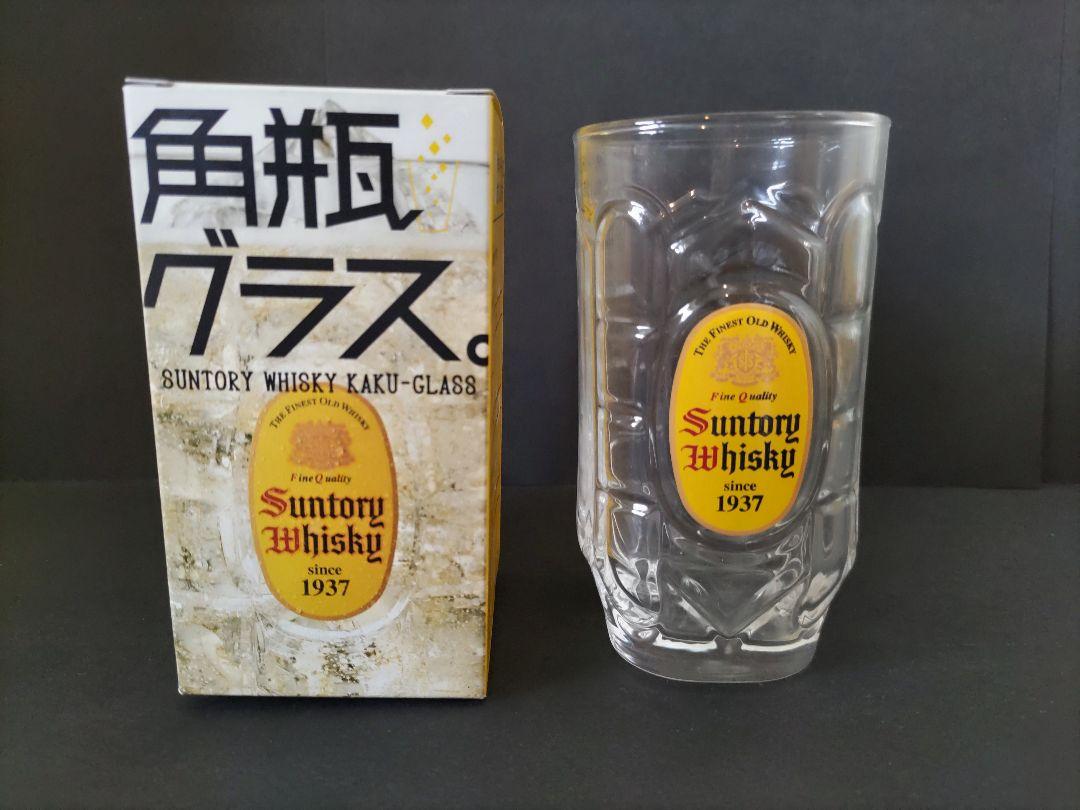 角瓶
グラス。
SUNTORY WHISKY KAKU-GLASS
THE FINEST OLD WHISKY
Fine Quality
Suntory
Whisky
since
1937
THE FINEST OLD WHISKY
Fine Quality
Suntory
Whisky
since
1937